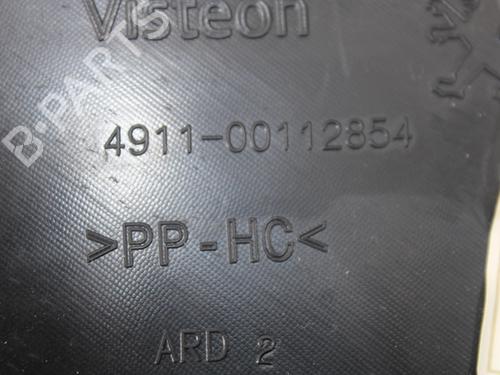 Visteon
4911-00112854
>PP-HC<
ARD 2
B-PARTS